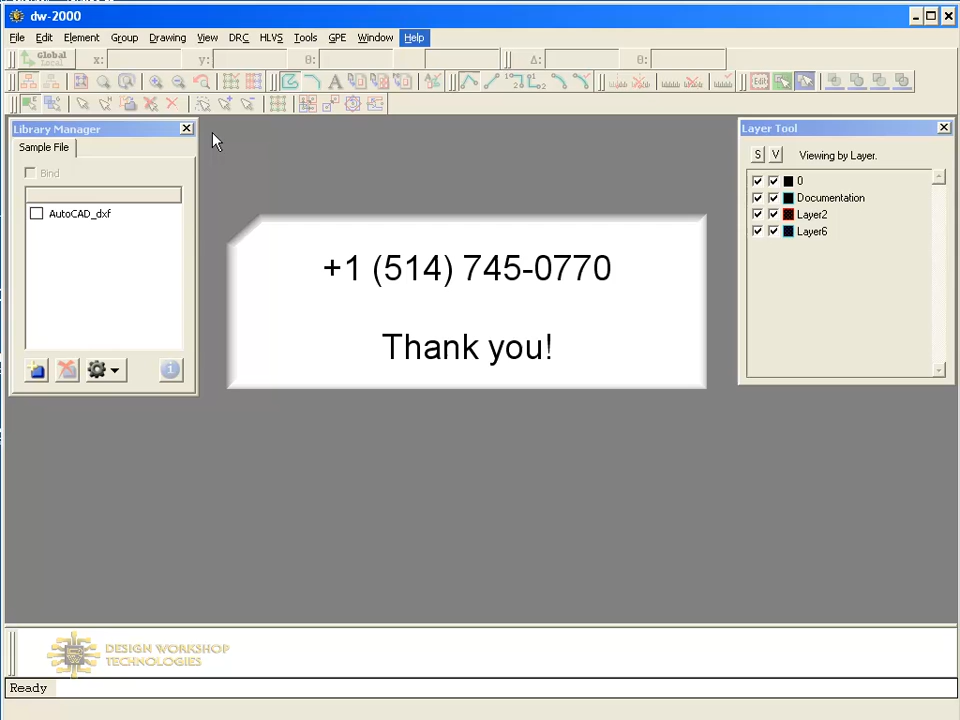 dw-2000
File Edit Element Group Drawing View DRC HLVS Tools GPE Window Help
Global
Local
x: y: θ: Δ: θ:
Edit
Library Manager
Sample File
Bind
AutoCAD_dxf
+1 (514) 745-0770
Thank you!
Layer Tool
S V Viewing by Layer.
0
Documentation
Layer2
Layer6
DESIGN WORKSHOP
TECHNOLOGIES
Ready